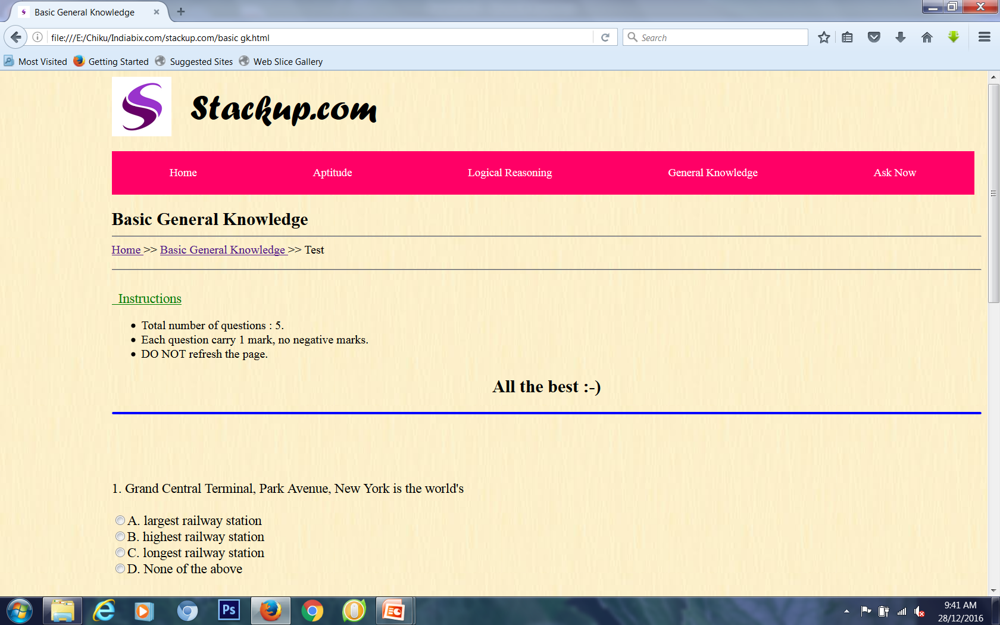 Basic General Knowledge
file:///E:/Chiku/Indiabix.com/stackup.com/basic gk.html
Search
Most Visited Getting Started Suggested Sites Web Slice Gallery
Stackup.com
Home Aptitude Logical Reasoning General Knowledge Ask Now
Basic General Knowledge
Home >> Basic General Knowledge >> Test
Instructions
• Total number of questions : 5.
• Each question carry 1 mark, no negative marks.
• DO NOT refresh the page.
All the best :-)
1. Grand Central Terminal, Park Avenue, New York is the world's
A. largest railway station
B. highest railway station
C. longest railway station
D. None of the above
Ps
9:41 AM
28/12/2016